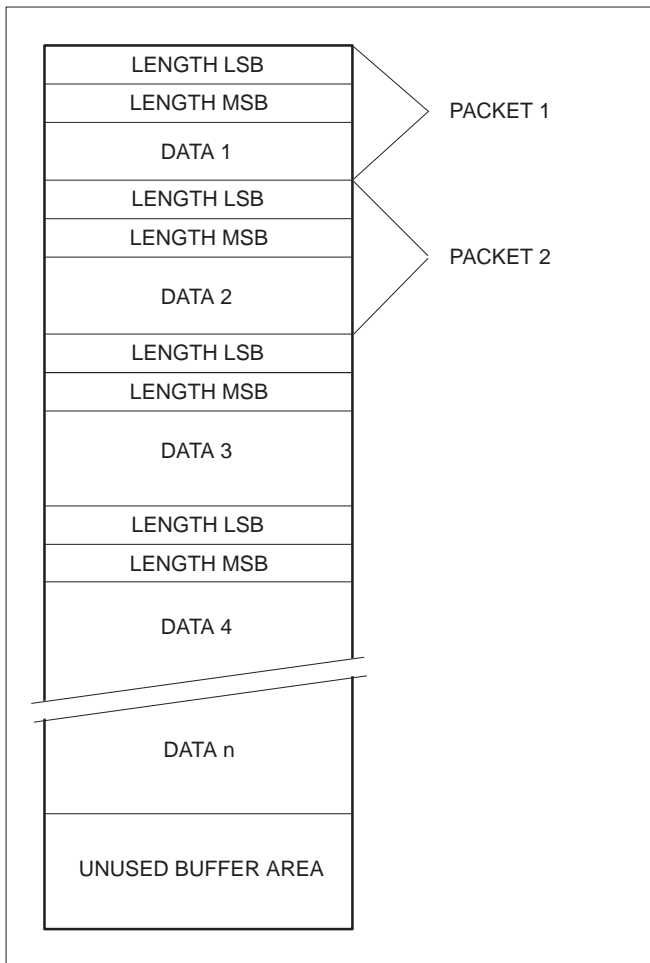 LENGTH LSB
LENGTH MSB
PACKET 1
DATA 1
LENGTH LSB
LENGTH MSB
PACKET 2
DATA 2
LENGTH LSB
LENGTH MSB
DATA 3
LENGTH LSB
LENGTH MSB
DATA 4
DATA n
UNUSED BUFFER AREA